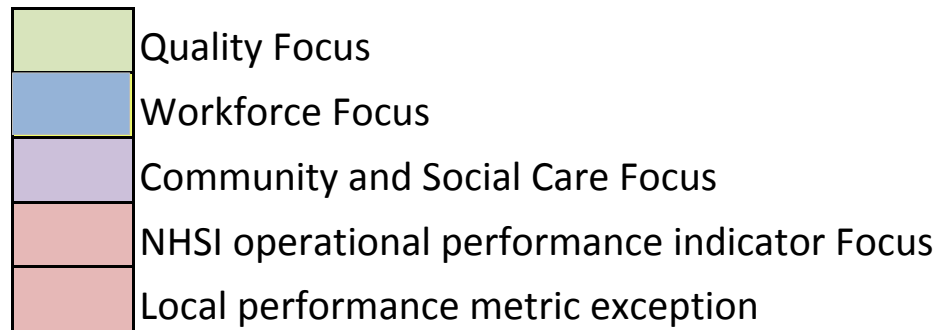 Quality Focus
Workforce Focus
Community and Social Care Focus
NHSI operational performance indicator Focus
Local performance metric exception